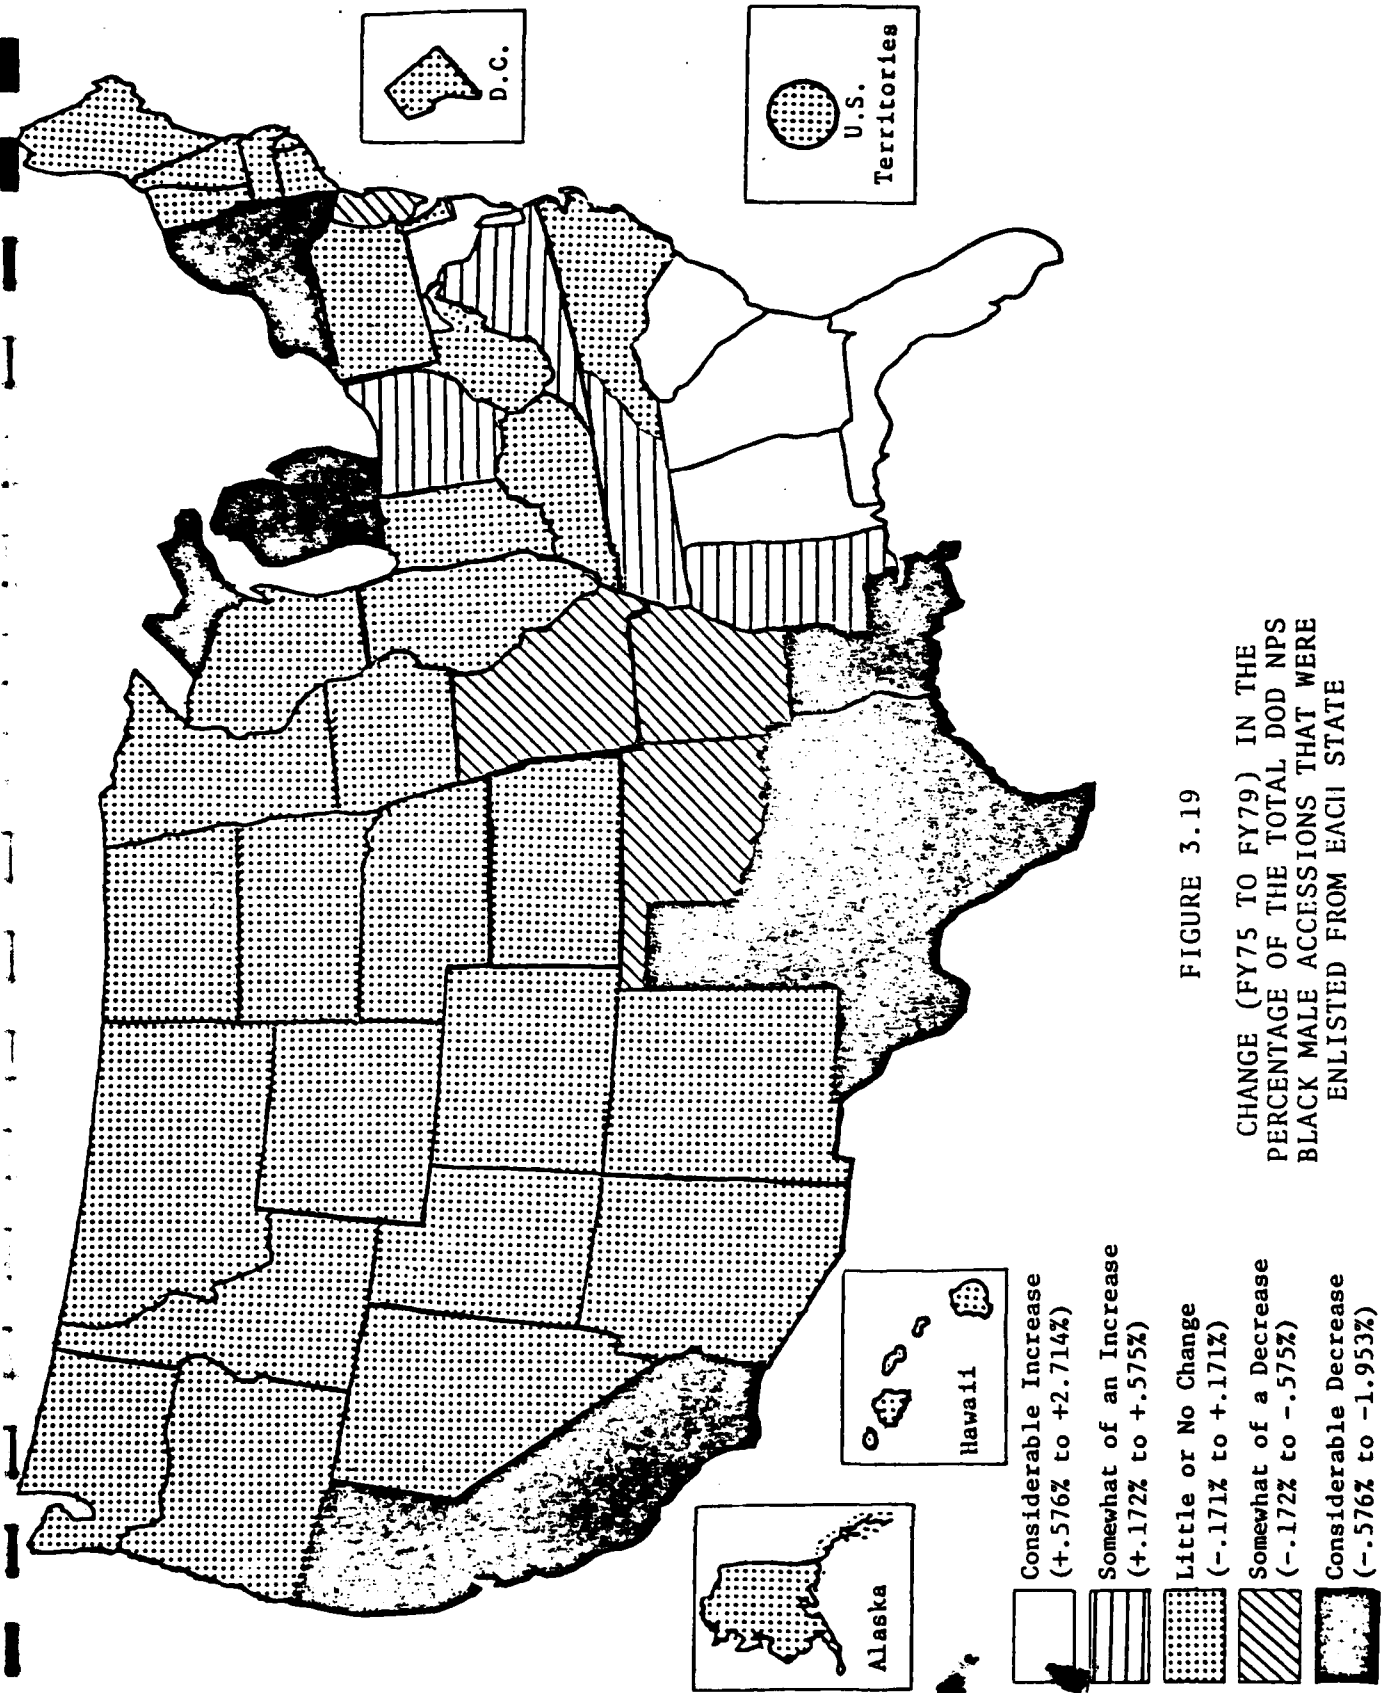 D.C.
U.S.
Territories
Alaska
Hawaii
Considerable Increase
(+.576% to +2.714%)
Somewhat of an Increase
(+.172% to +.575%)
Little or No Change
(-.171% to +.171%)
Somewhat of a Decrease
(-.172% to -.575%)
Considerable Decrease
(-.576% to -1.953%)
FIGURE 3.19
CHANGE (FY75 TO FY79) IN THE
PERCENTAGE OF THE TOTAL DOD NPS
BLACK MALE ACCESSIONS THAT WERE
ENLISTED FROM EACH STATE